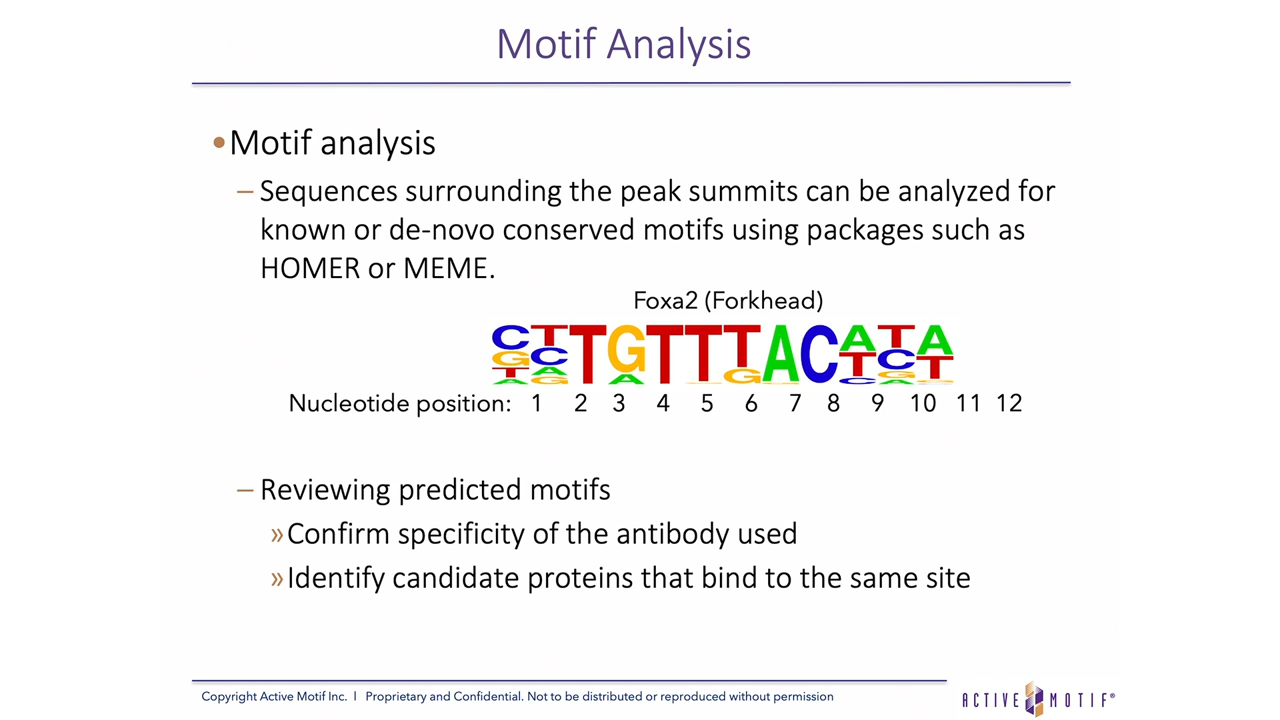 Motif Analysis
•Motif analysis
– Sequences surrounding the peak summits can be analyzed for
known or de-novo conserved motifs using packages such as
HOMER or MEME.
Foxa2 (Forkhead)
CTTGTTTACATA
GCTGTTTACTCT
TATATTGACCGT
AGTATTGACCAT
Nucleotide position: 1 2 3 4 5 6 7 8 9 10 11 12
– Reviewing predicted motifs
»Confirm specificity of the antibody used
»Identify candidate proteins that bind to the same site
Copyright Active Motif Inc. | Proprietary and Confidential. Not to be distributed or reproduced without permission
ACTIVE MOTIF®